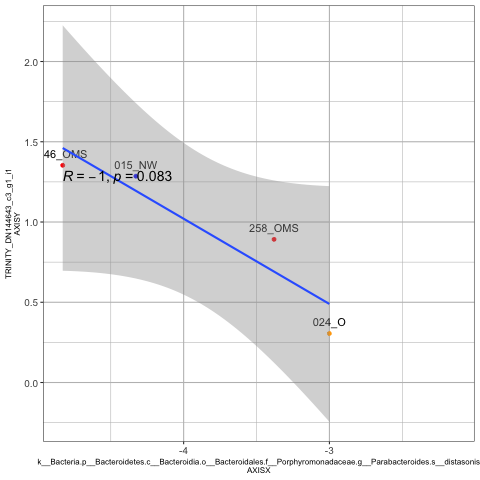 2.0
1.5
1.0
0.5
0.0
46_OMS
015_NW
R = −1, p = 0.083
258_OMS
024_O
-4
-3
TRINITY_DN144643_c3_g1_i1
AXISY
k__Bacteria.p__Bacteroidetes.c__Bacteroidia.o__Bacteroidales.f__Porphyromonadaceae.g__Parabacteroides.s__distasonis
AXISX